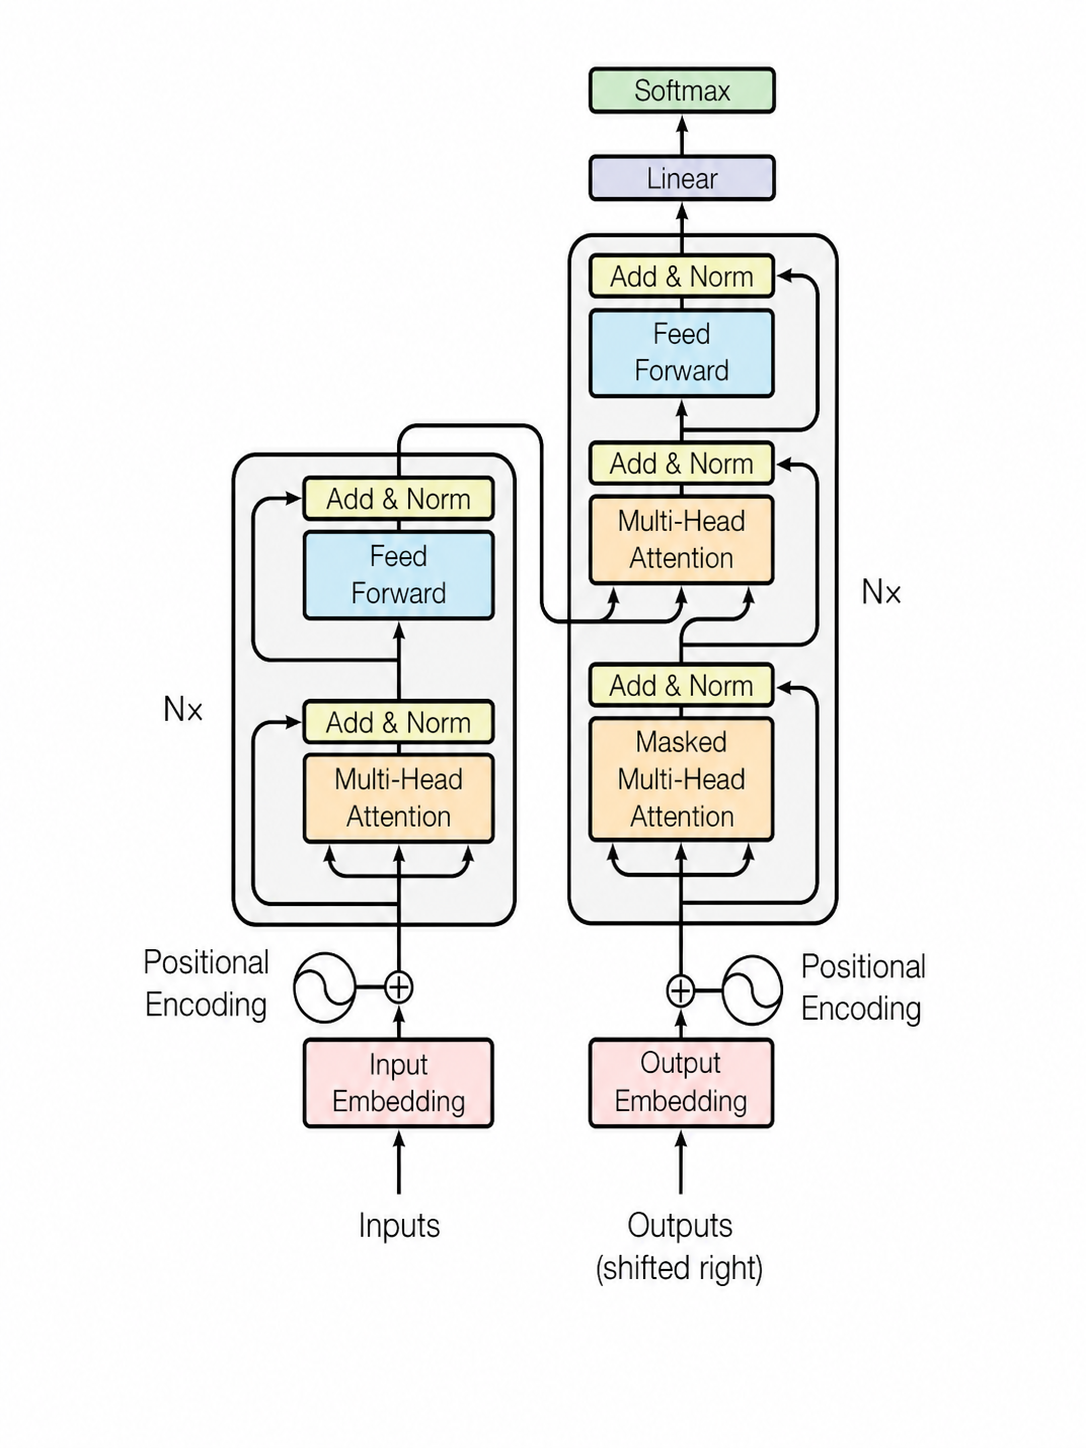 Softmax
Linear
Add & Norm
Feed
Forward
Add & Norm
Multi-Head
Attention
Nx
Add & Norm
Masked
Multi-Head
Attention
Add & Norm
Feed
Forward
Nx
Add & Norm
Multi-Head
Attention
Positional
Encoding
Positional
Encoding
Input
Embedding
Output
Embedding
Inputs
Outputs
(shifted right)